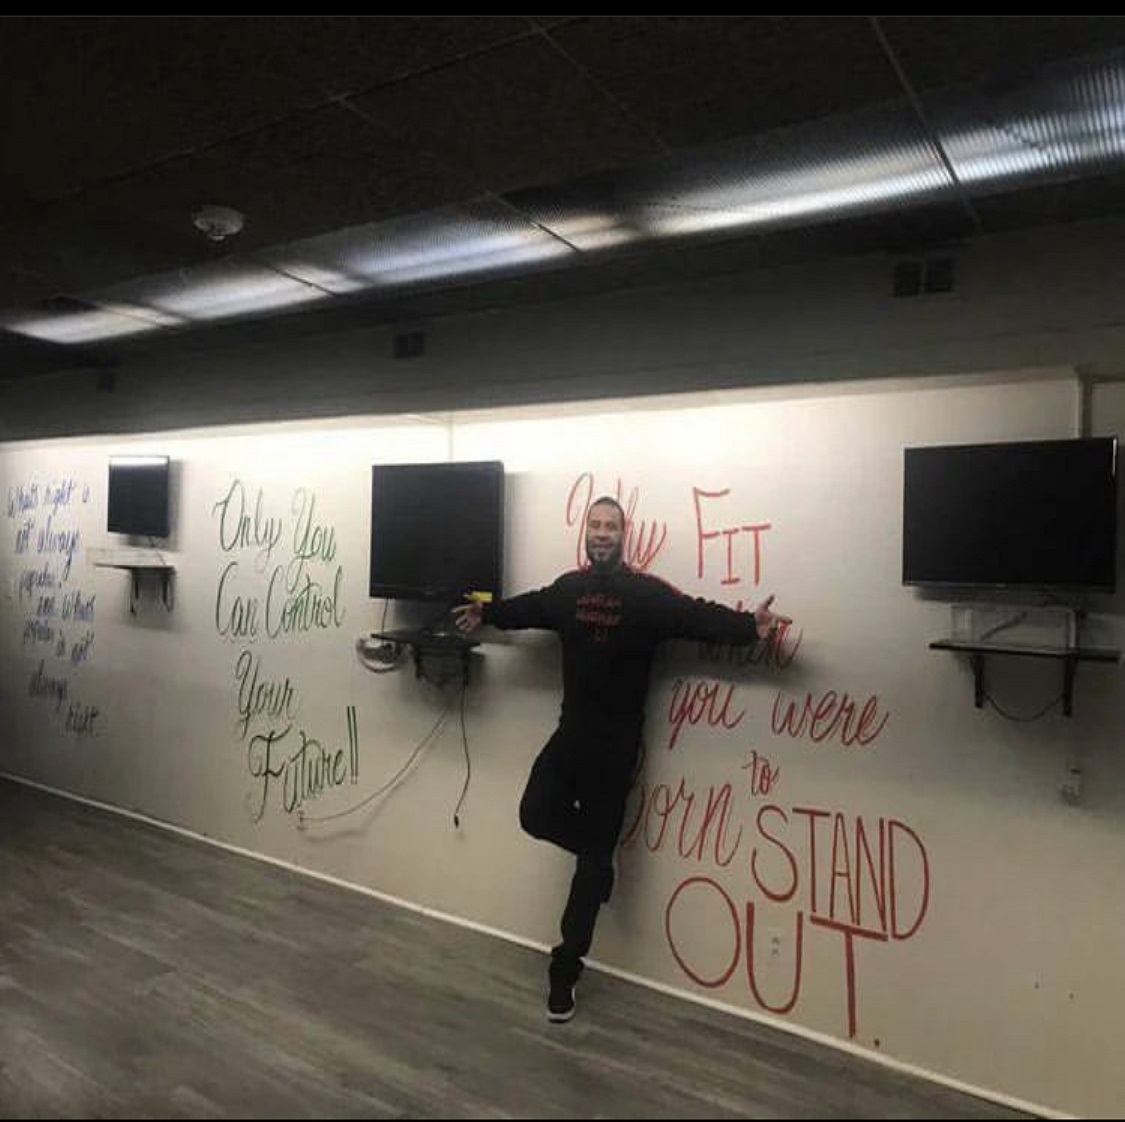 What's right is
not always
popular
and What's
popular is not
always
right
Only You
Can Control
Your
Future!!
Why FIT
when
you were
to
Born STAND
OUT.